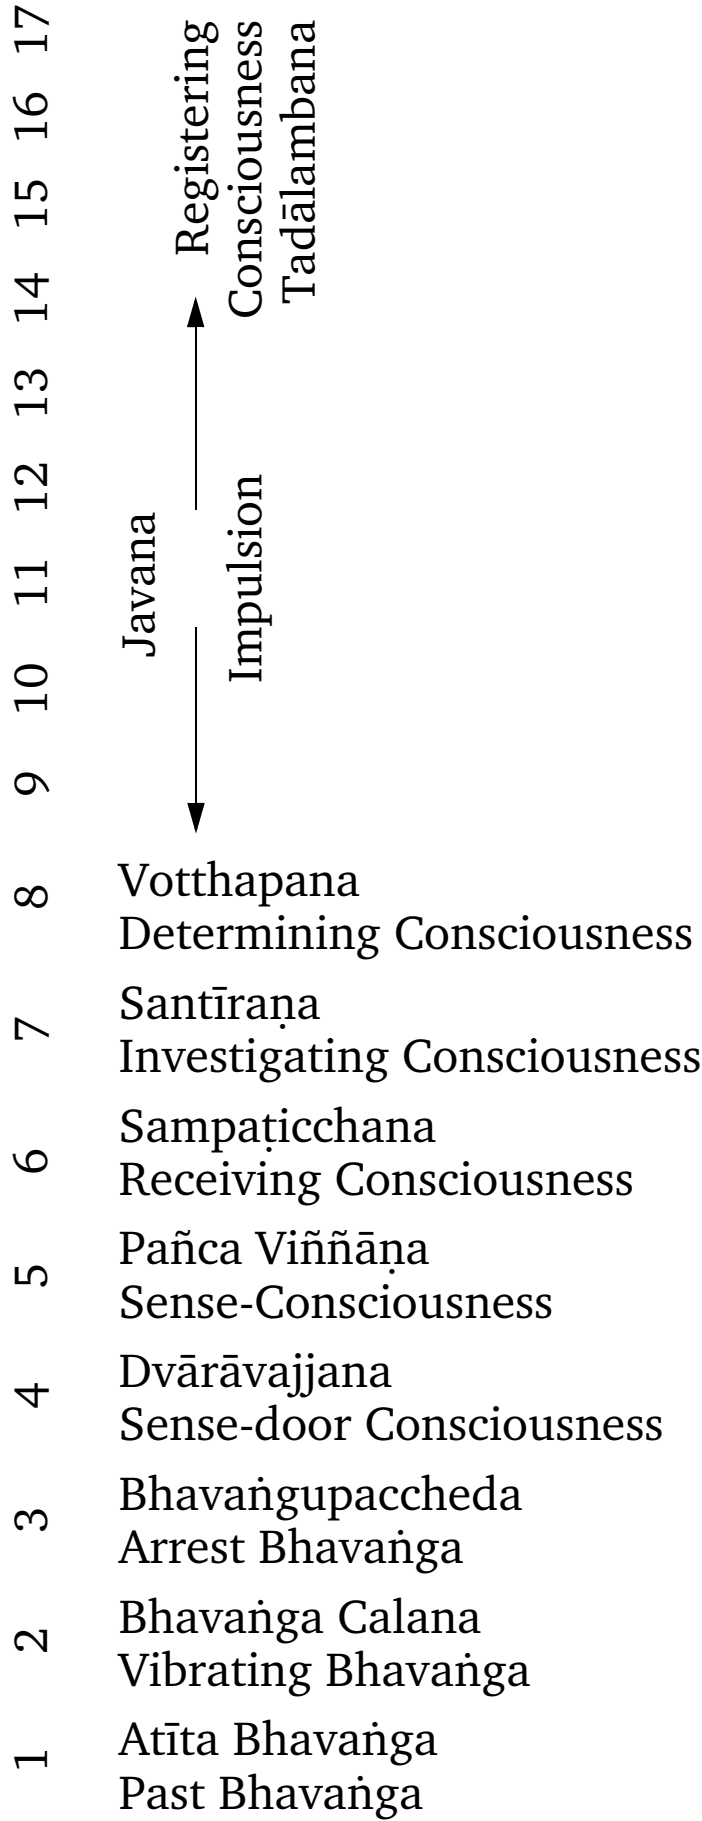 17
16
15
14
13
12
11
10
9
8
7
6
5
4
3
2
1
Registering
Consciousness
Tadālambana
Javana
Impulsion
Votthapana
Determining Consciousness
Santīraṇa
Investigating Consciousness
Sampaṭicchana
Receiving Consciousness
Pañca Viññāṇa
Sense-Consciousness
Dvārāvajjana
Sense-door Consciousness
Bhavaṅgupaccheda
Arrest Bhavaṅga
Bhavaṅga Calana
Vibrating Bhavaṅga
Atīta Bhavaṅga
Past Bhavaṅga